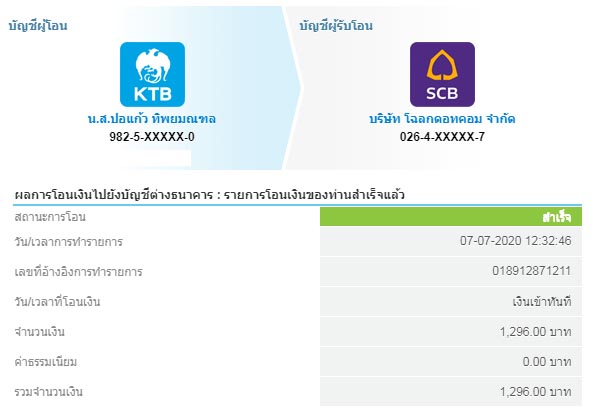 บัญชีผู้โอน
บัญชีผู้รับโอน
KTB
SCB
น.ส.ปอแก้ว ทิพยมณฑล
บริษัท โฉลกดอทคอม จำกัด
982-5-XXXXX-0
026-4-XXXXX-7
ผลการโอนเงินไปยังบัญชีต่างธนาคาร : รายการโอนเงินของท่านสำเร็จแล้ว
สถานะการโอน สำเร็จ
วัน/เวลาการทำรายการ 07-07-2020 12:32:46
เลขที่อ้างอิงการทำรายการ 018912871211
วัน/เวลาที่โอนเงิน เงินเข้าทันที
จำนวนเงิน 1,296.00 บาท
ค่าธรรมเนียม 0.00 บาท
รวมจำนวนเงิน 1,296.00 บาท